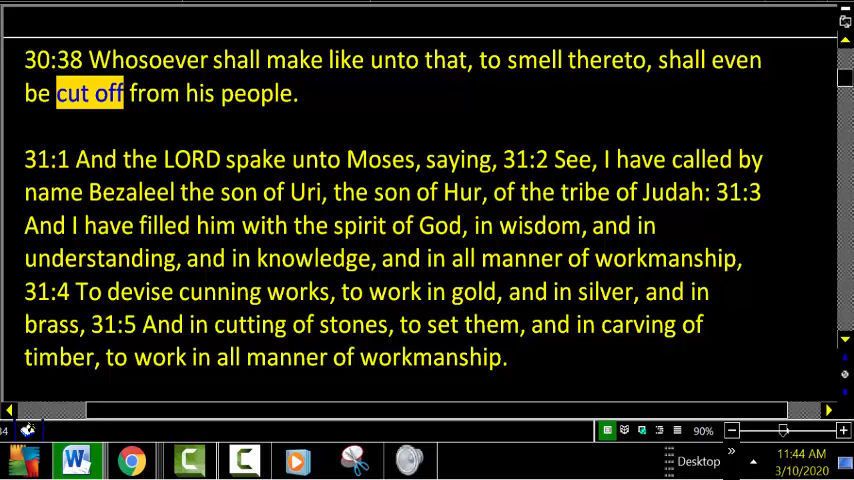 30:38 Whosoever shall make like unto that, to smell thereto, shall even
be cut off from his people.
31:1 And the LORD spake unto Moses, saying, 31:2 See, I have called by
name Bezaleel the son of Uri, the son of Hur, of the tribe of Judah: 31:3
And I have filled him with the spirit of God, in wisdom, and in
understanding, and in knowledge, and in all manner of workmanship,
31:4 To devise cunning works, to work in gold, and in silver, and in
brass, 31:5 And in cutting of stones, to set them, and in carving of
timber, to work in all manner of workmanship.
34
90%
Desktop
11:44 AM
3/10/2020